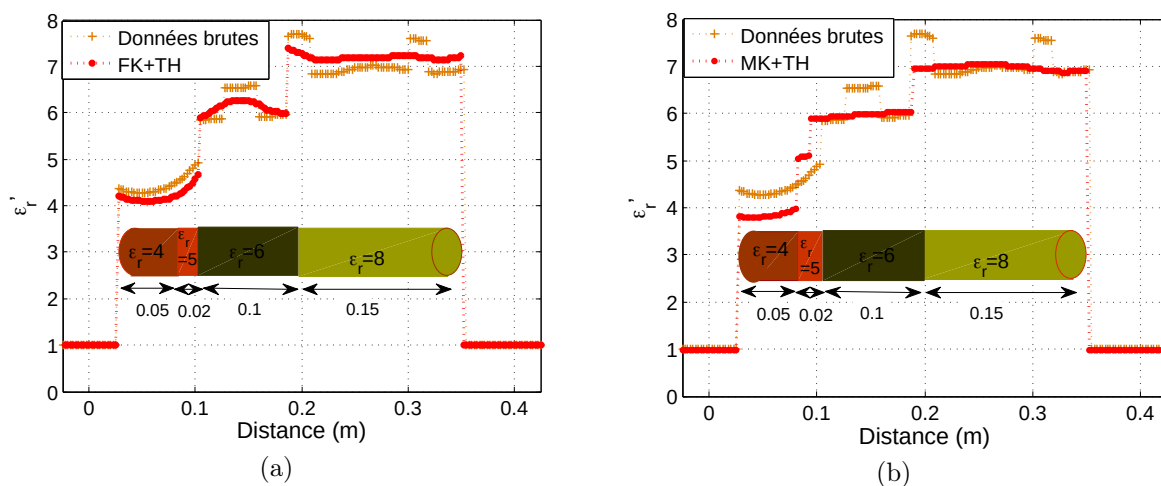 8
7
6
5
4
3
2
1
0
εr'
Données brutes
FK+TH
εr=4
εr
=5
εr=6
εr=8
0.05
0.02
0.1
0.15
0
0.1
0.2
0.3
0.4
Distance (m)
(a)
8
7
6
5
4
3
2
1
0
εr'
Données brutes
MK+TH
εr=4
εr
=5
εr=6
εr=8
0.05
0.02
0.1
0.15
0
0.1
0.2
0.3
0.4
Distance (m)
(b)